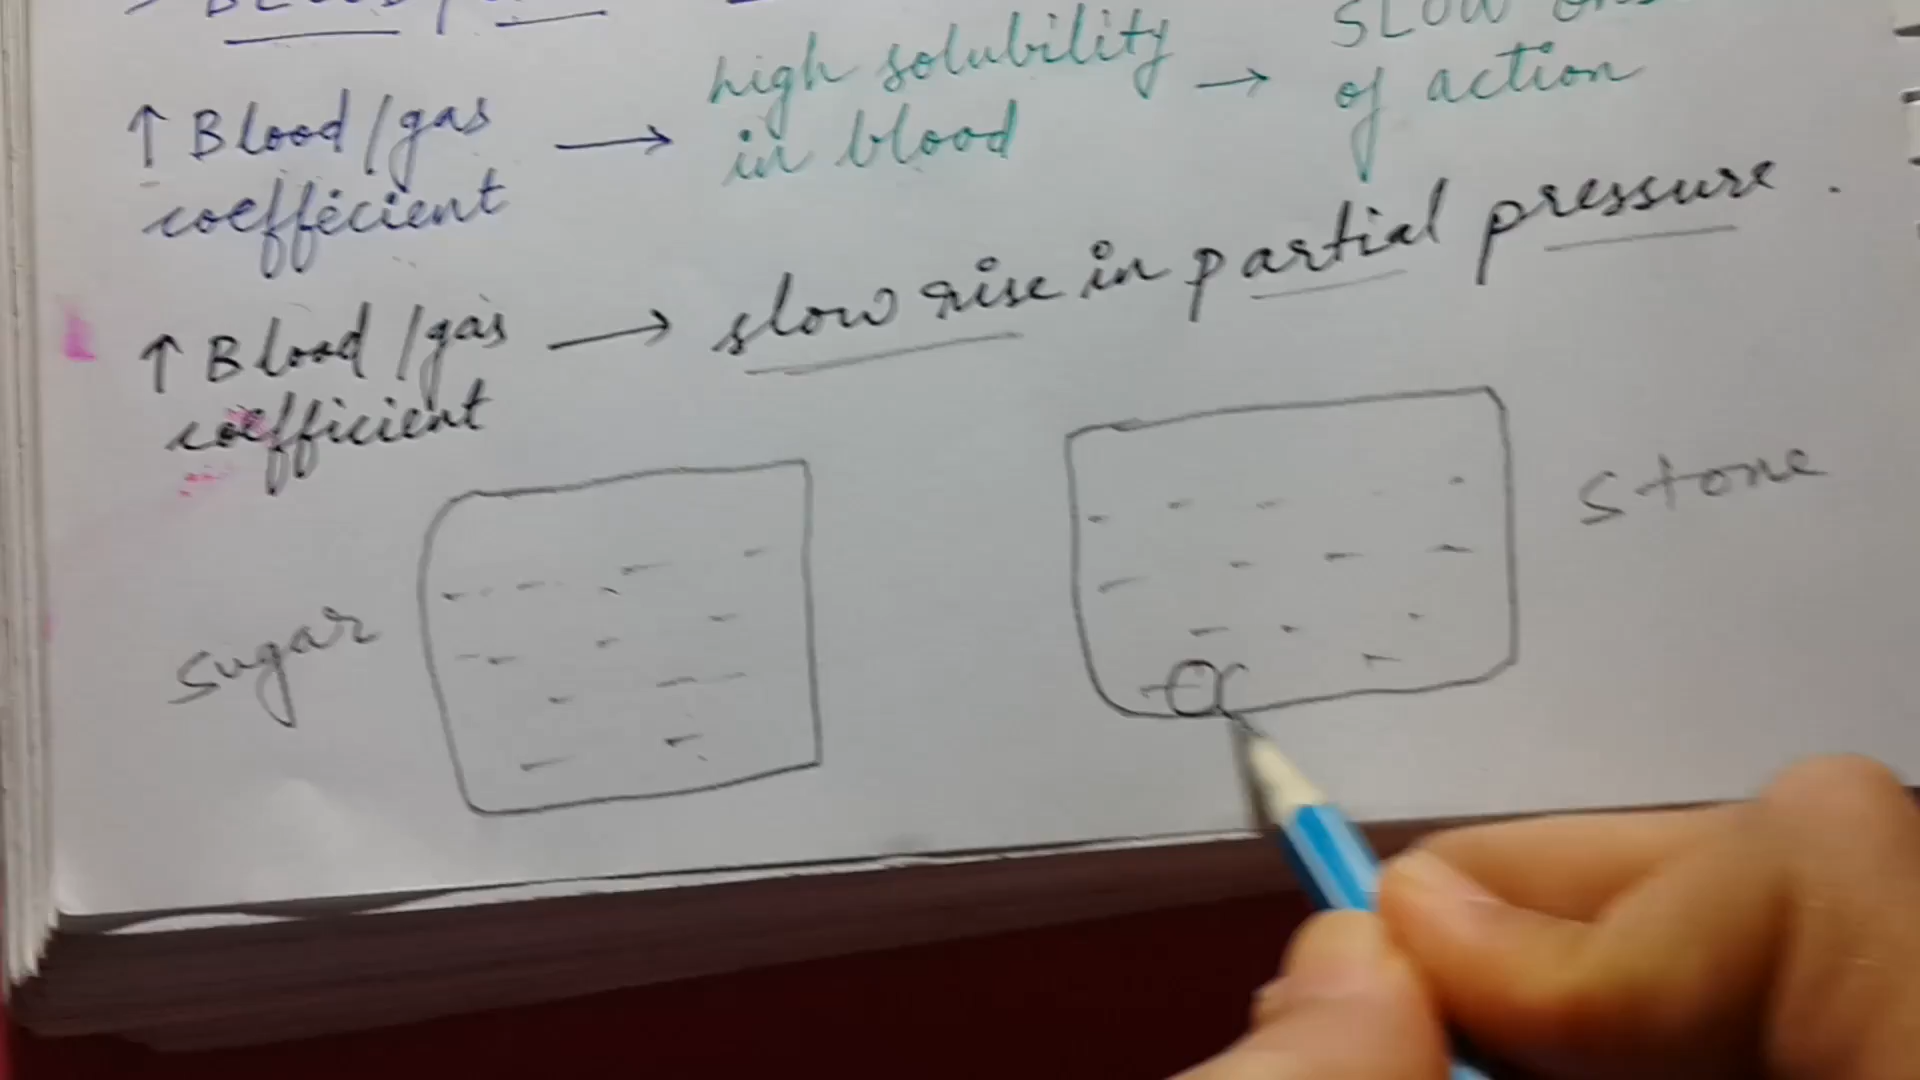 ↑ Blood/gas coefficient → high solubility in blood → SLOW of action
↑ Blood/gas coefficient → slow rise in partial pressure.
sugar
stone